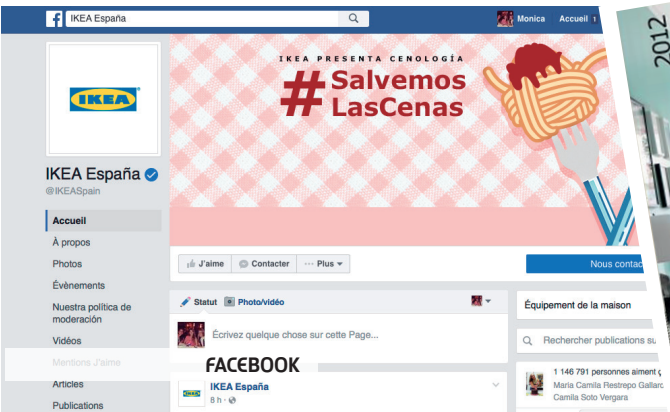 IKEA España
Monica
Accueil 1
2012
IKEA PRESENTA CENOLOGÍA
#Salvemos
LasCenas
IKEA
IKEA España
@IKEASpain
Accueil
À propos
Photos
Évènements
Nuestra política de
moderación
Vidéos
Mentions J'aime
Articles
Publications
J'aime
Contacter
Plus
Nous contac
Statut
Photo/vidéo
Écrivez quelque chose sur cette Page...
FACEBOOK
IKEA España
8 h
Équipement de la maison
Rechercher publications su
1 146 791 personnes aiment ç
Maria Camila Restrepo Gallard
Camila Soto Vergara